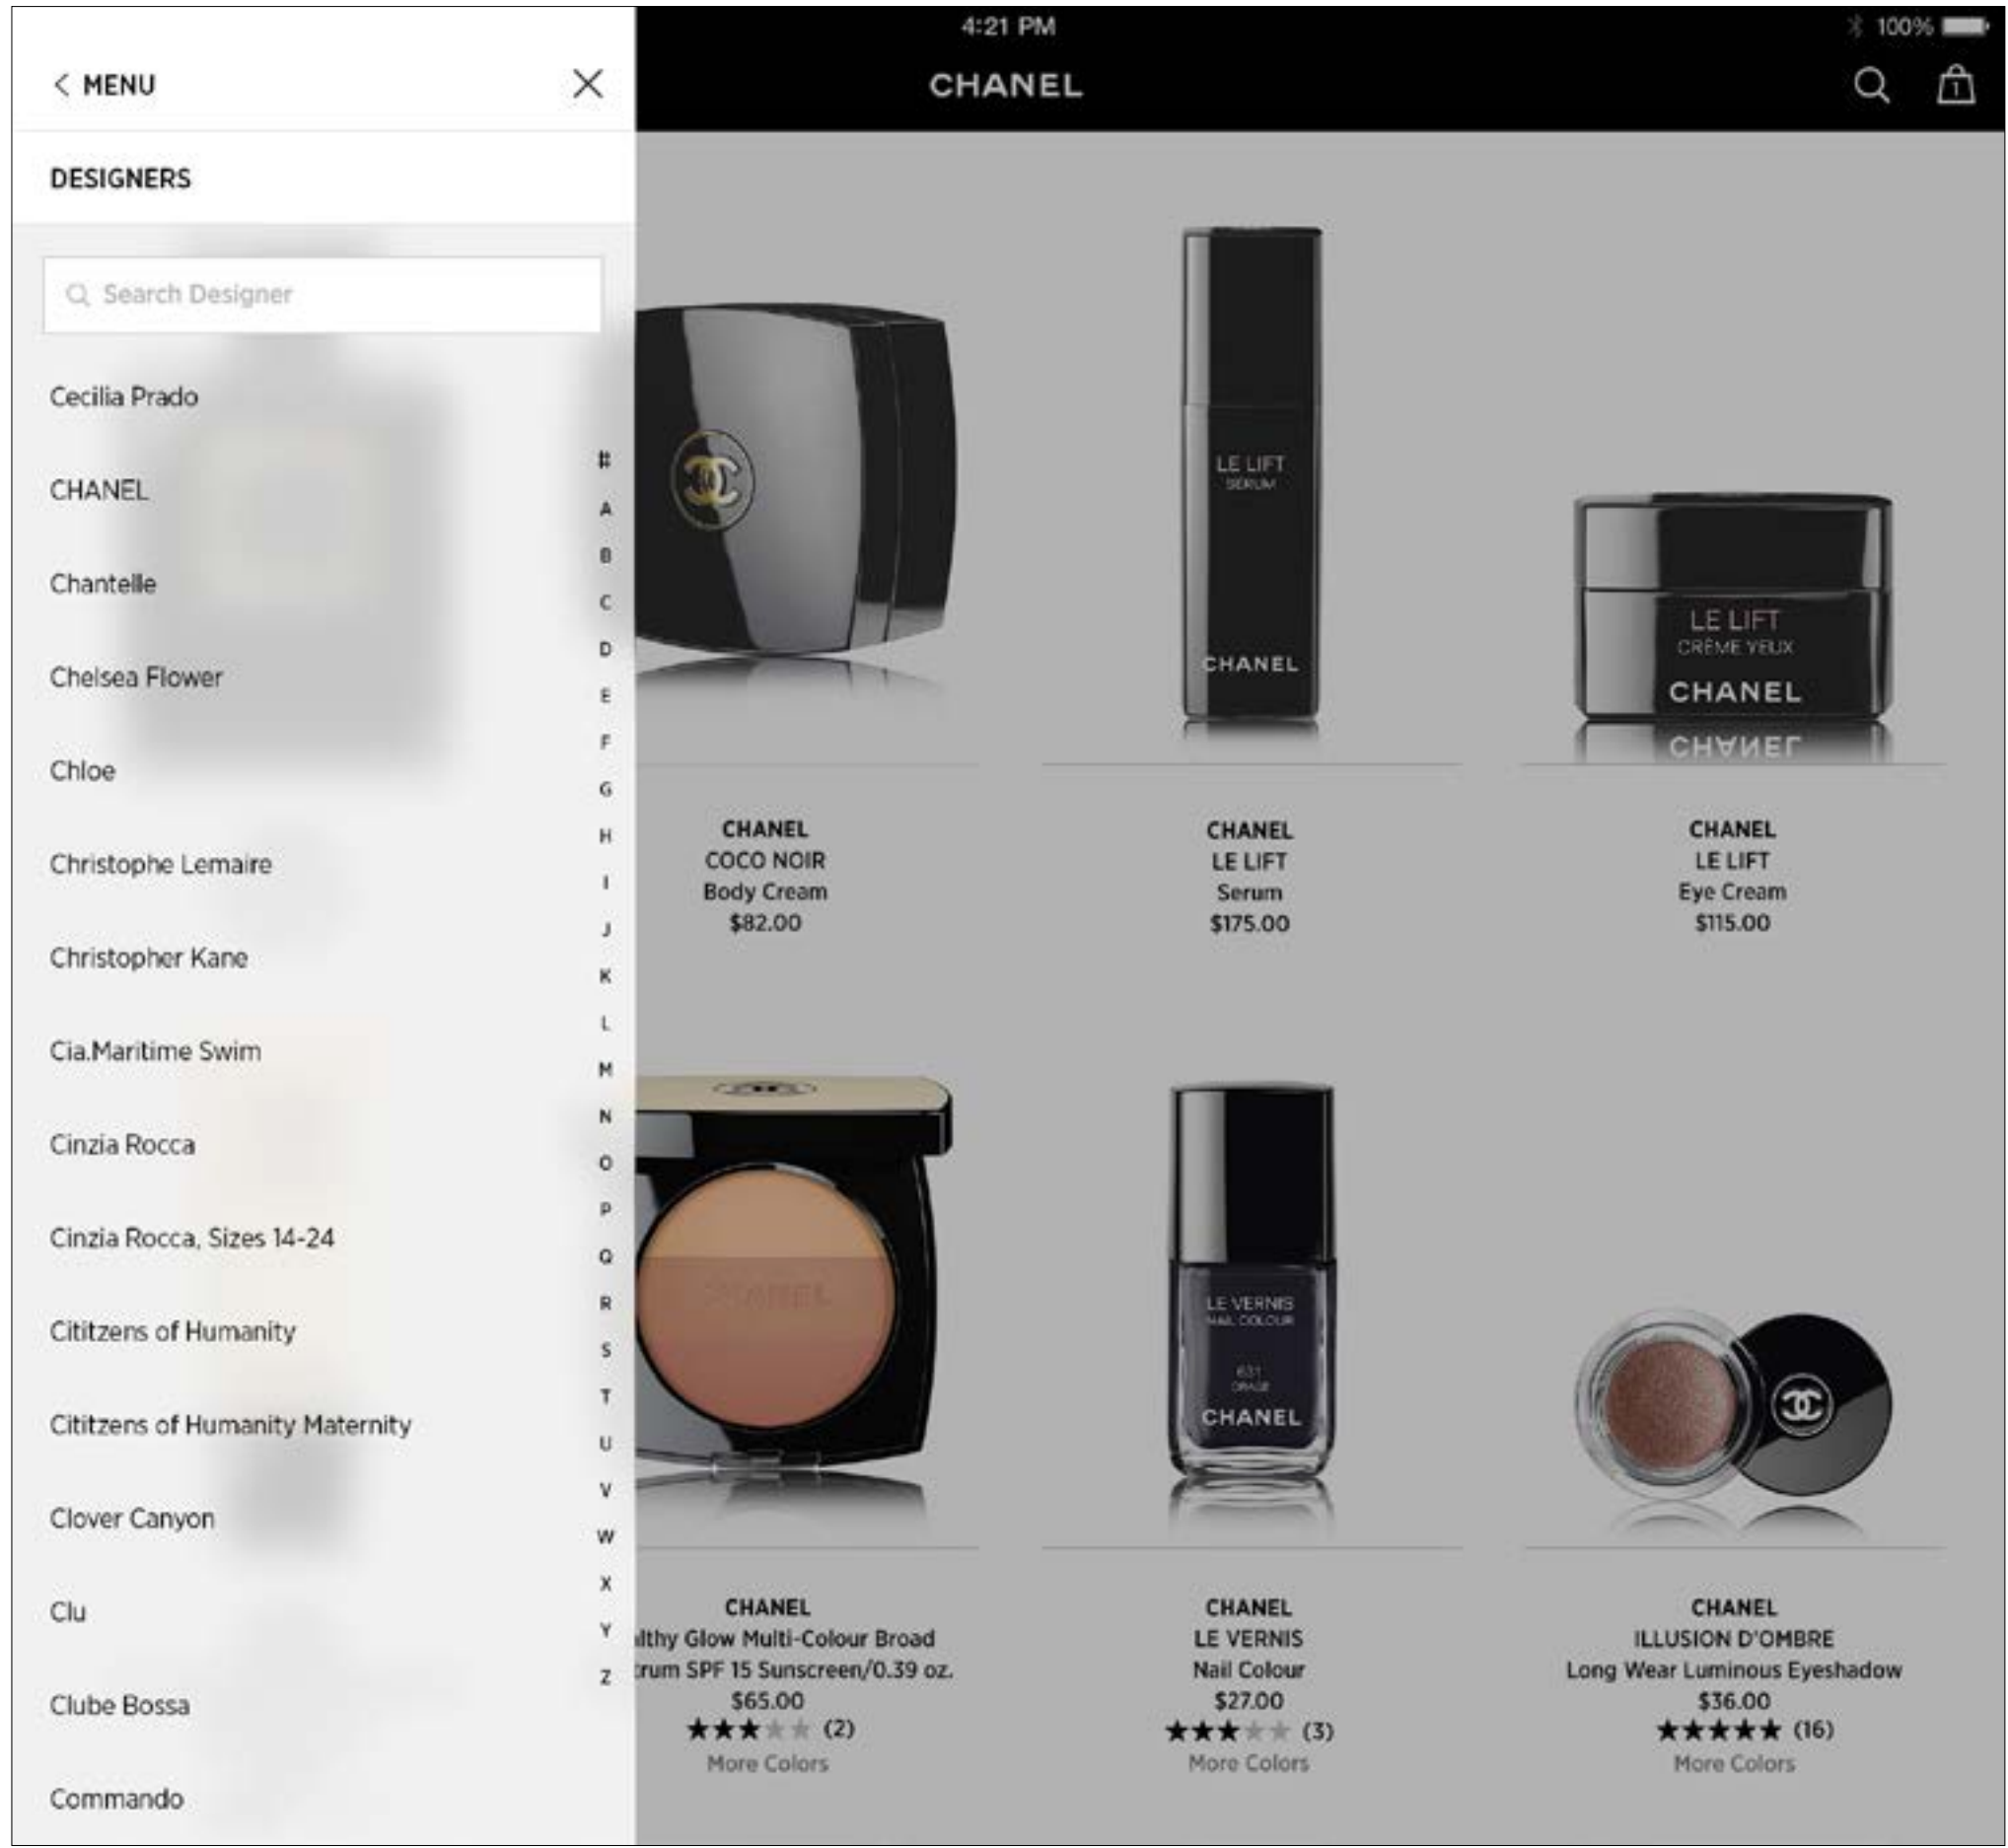 4:21 PM
100%
< MENU
CHANEL
1
DESIGNERS
Search Designer
Cecilia Prado
CHANEL
Chantelle
Chelsea Flower
Chloe
Christophe Lemaire
Christopher Kane
Cia.Maritime Swim
Cinzia Rocca
Cinzia Rocca, Sizes 14-24
Cititzens of Humanity
Cititzens of Humanity Maternity
Clover Canyon
Clu
Clube Bossa
Commando
#
A
B
C
D
E
F
G
H
I
J
K
L
M
N
O
P
Q
R
S
T
U
V
W
X
Y
Z
LE LIFT
SERUM
CHANEL
LE LIFT
CRÈME YEUX
CHANEL
CHANEL
COCO NOIR
Body Cream
$82.00
CHANEL
LE LIFT
Serum
$175.00
CHANEL
LE LIFT
Eye Cream
$115.00
CHANEL
LE VERNIS
NAIL COLOUR
631
ORAGE
CHANEL
CHANEL
lthy Glow Multi-Colour Broad
trum SPF 15 Sunscreen/0.39 oz.
$65.00
★★★★★ (2)
More Colors
CHANEL
LE VERNIS
Nail Colour
$27.00
★★★★★ (3)
More Colors
CHANEL
ILLUSION D'OMBRE
Long Wear Luminous Eyeshadow
$36.00
★★★★★ (16)
More Colors